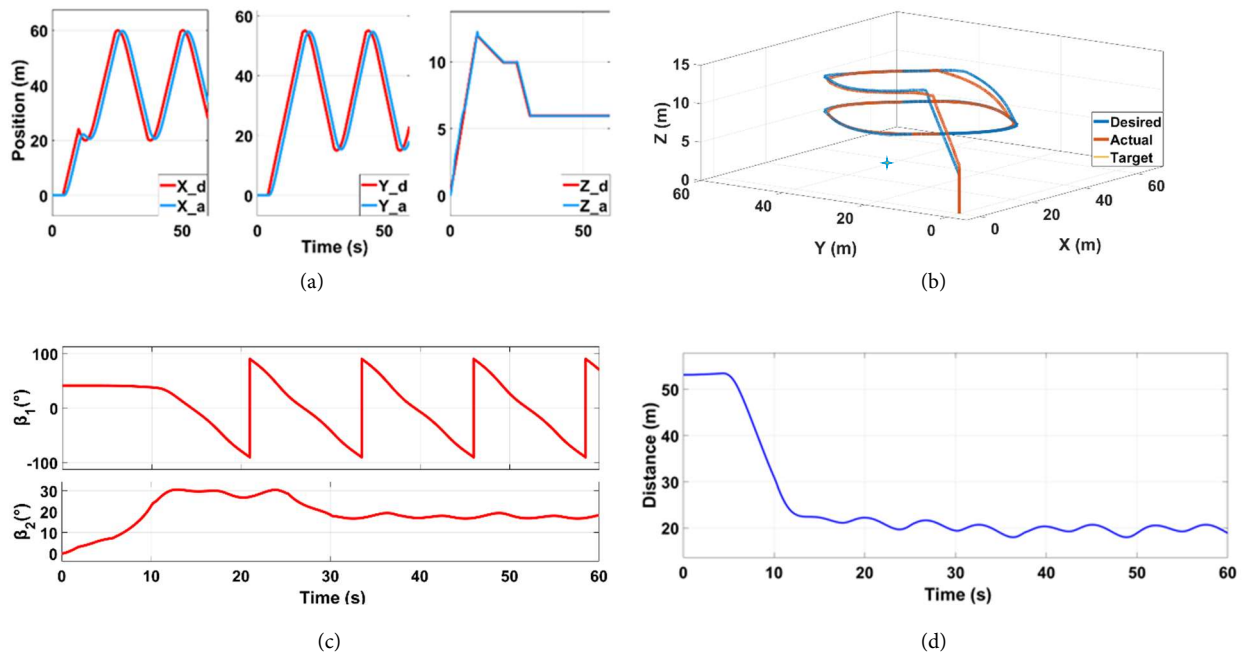 60
40
20
0
Position (m)
X_d
X_a
0
50
60
40
20
0
Y_d
Y_a
0
50
10
5
0
Z_d
Z_a
0
50
Time (s)
(a)
15
10
5
0
Z (m)
60
40
20
0
Y (m)
0
20
40
60
X (m)
Desired
Actual
Target
(b)
100
0
-100
β1(°)
30
20
10
0
β2(°)
0
10
20
30
40
50
60
Time (s)
(c)
50
40
30
20
Distance (m)
0
10
20
30
40
50
60
Time (s)
(d)